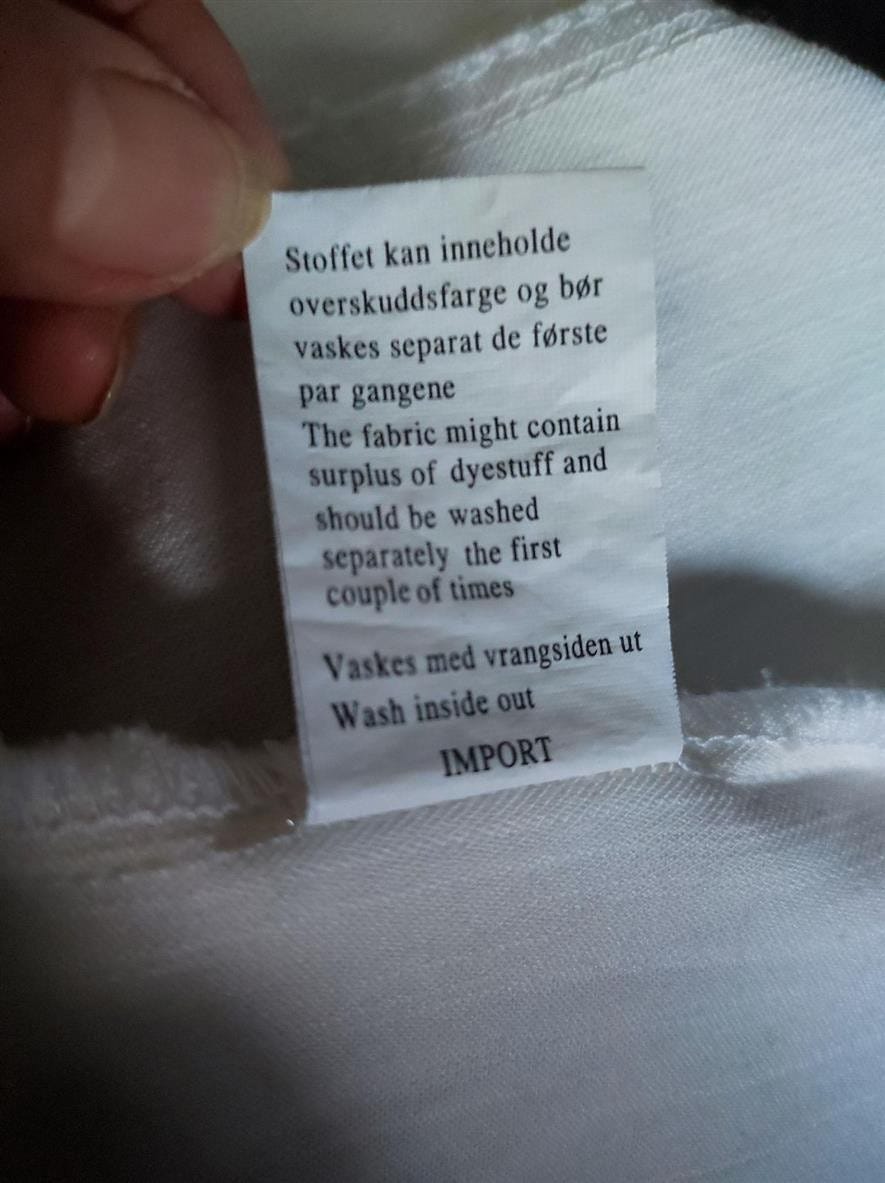 Stoffet kan inneholde
overskuddsfarge og bør
vaskes separat de første
par gangene
The fabric might contain
surplus of dyestuff and
should be washed
separately the first
couple of times
Vaskes med vrangsiden ut
Wash inside out
IMPORT